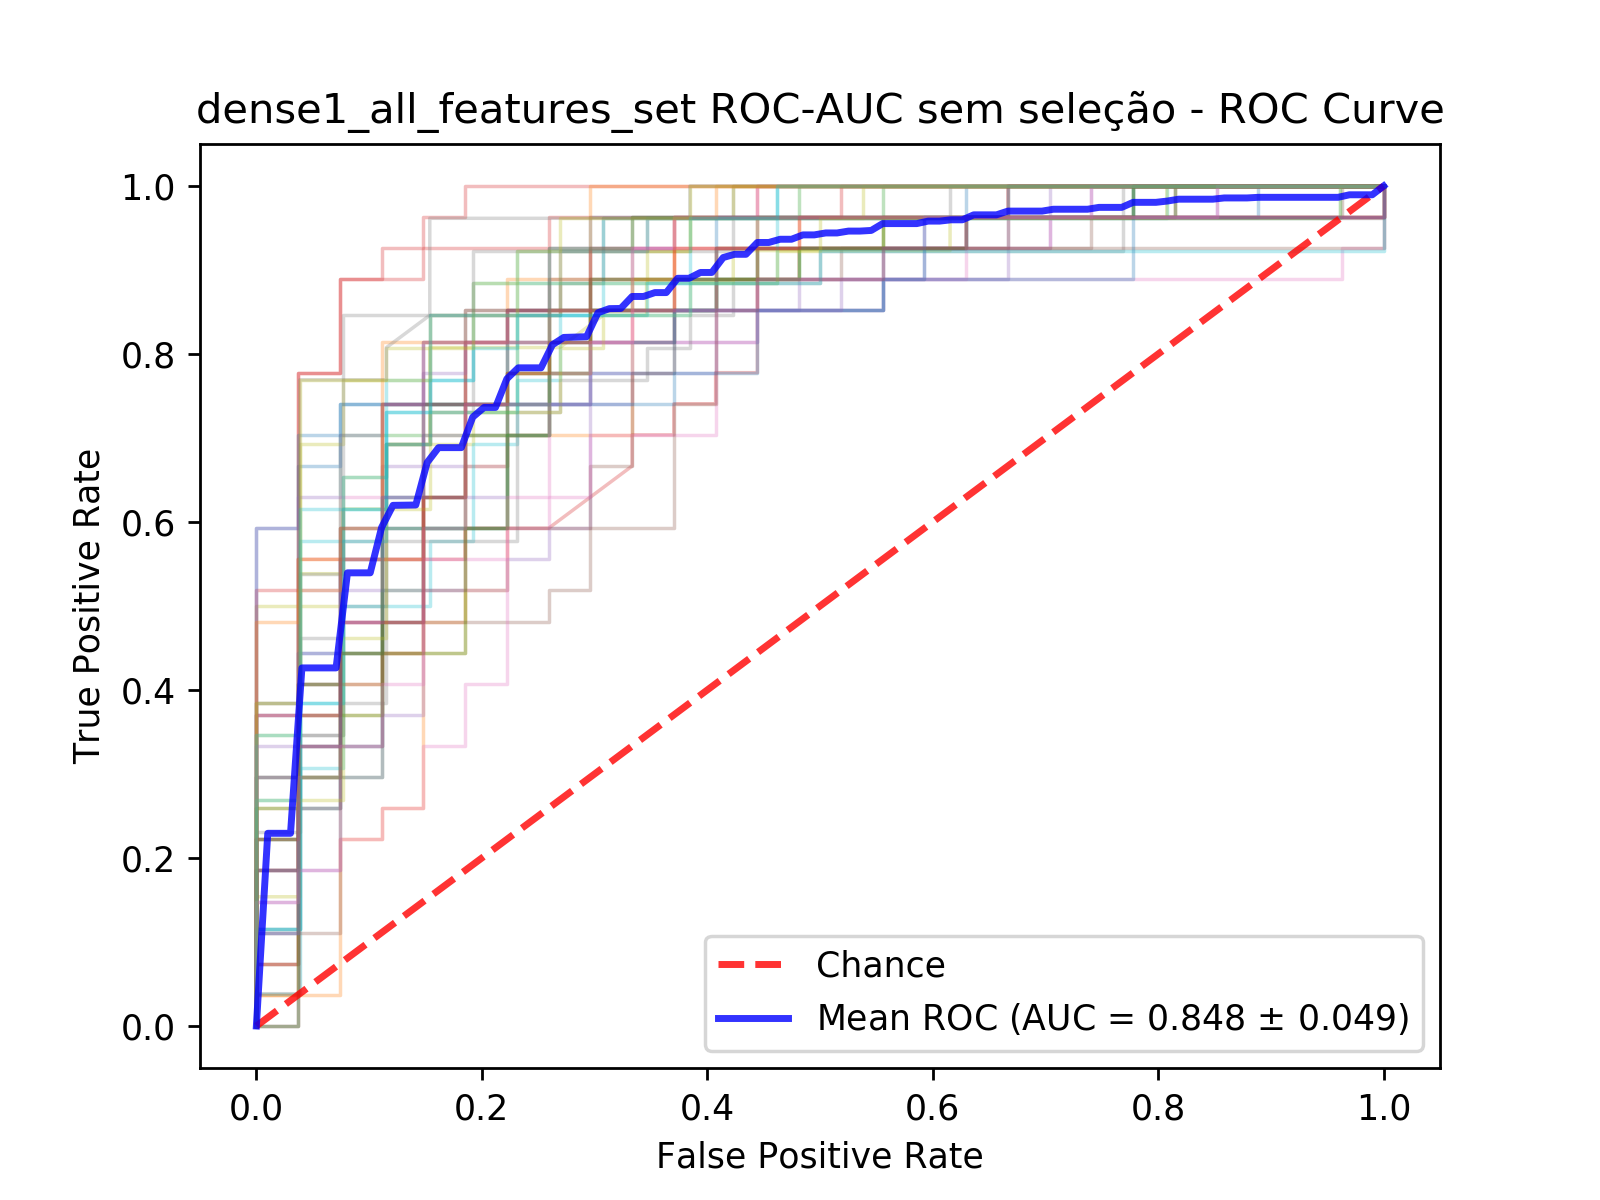 dense1_all_features_set ROC-AUC sem seleção - ROC Curve
True Positive Rate
1.0
0.8
0.6
0.4
0.2
0.0
Chance
Mean ROC (AUC = 0.848 ± 0.049)
0.0 0.2 0.4 0.6 0.8 1.0
False Positive Rate